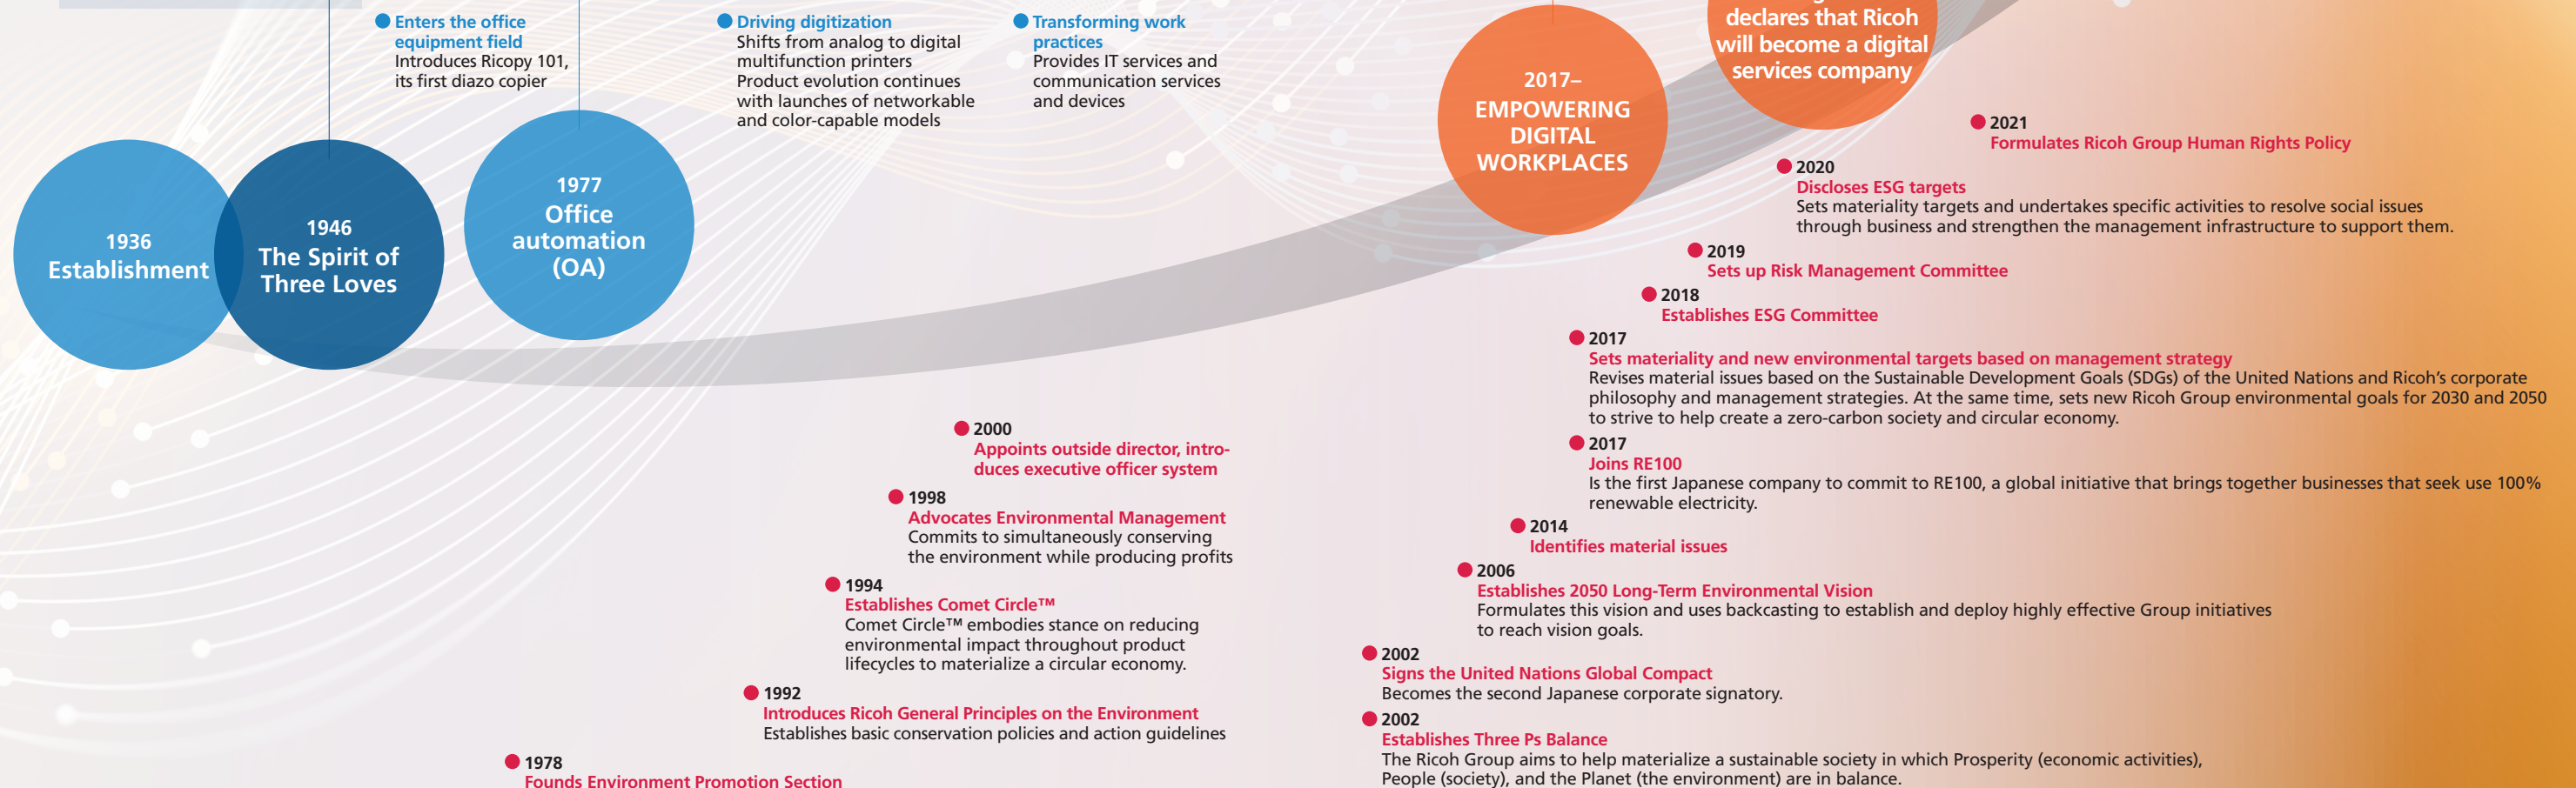 Enters the office
equipment field
Introduces Ricopy 101,
its first diazo copier
Driving digitization
Shifts from analog to digital
multifunction printers
Product evolution continues
with launches of networkable
and color-capable models
Transforming work
practices
Provides IT services and
communication services
and devices
declares that Ricoh
will become a digital
services company
2017–
EMPOWERING
DIGITAL
WORKPLACES
1936
Establishment
1946
The Spirit of
Three Loves
1977
Office
automation
(OA)
2021
Formulates Ricoh Group Human Rights Policy
2020
Discloses ESG targets
Sets materiality targets and undertakes specific activities to resolve social issues
through business and strengthen the management infrastructure to support them.
2019
Sets up Risk Management Committee
2018
Establishes ESG Committee
2017
Sets materiality and new environmental targets based on management strategy
Revises material issues based on the Sustainable Development Goals (SDGs) of the United Nations and Ricoh’s corporate
philosophy and management strategies. At the same time, sets new Ricoh Group environmental goals for 2030 and 2050
to strive to help create a zero-carbon society and circular economy.
2017
Joins RE100
Is the first Japanese company to commit to RE100, a global initiative that brings together businesses that seek use 100%
renewable electricity.
2014
Identifies material issues
2006
Establishes 2050 Long-Term Environmental Vision
Formulates this vision and uses backcasting to establish and deploy highly effective Group initiatives
to reach vision goals.
2002
Signs the United Nations Global Compact
Becomes the second Japanese corporate signatory.
2002
Establishes Three Ps Balance
The Ricoh Group aims to help materialize a sustainable society in which Prosperity (economic activities),
People (society), and the Planet (the environment) are in balance.
2000
Appoints outside director, intro-
duces executive officer system
1998
Advocates Environmental Management
Commits to simultaneously conserving
the environment while producing profits
1994
Establishes Comet Circle™
Comet Circle™ embodies stance on reducing
environmental impact throughout product
lifecycles to materialize a circular economy.
1992
Introduces Ricoh General Principles on the Environment
Establishes basic conservation policies and action guidelines
1978
Founds Environment Promotion Section